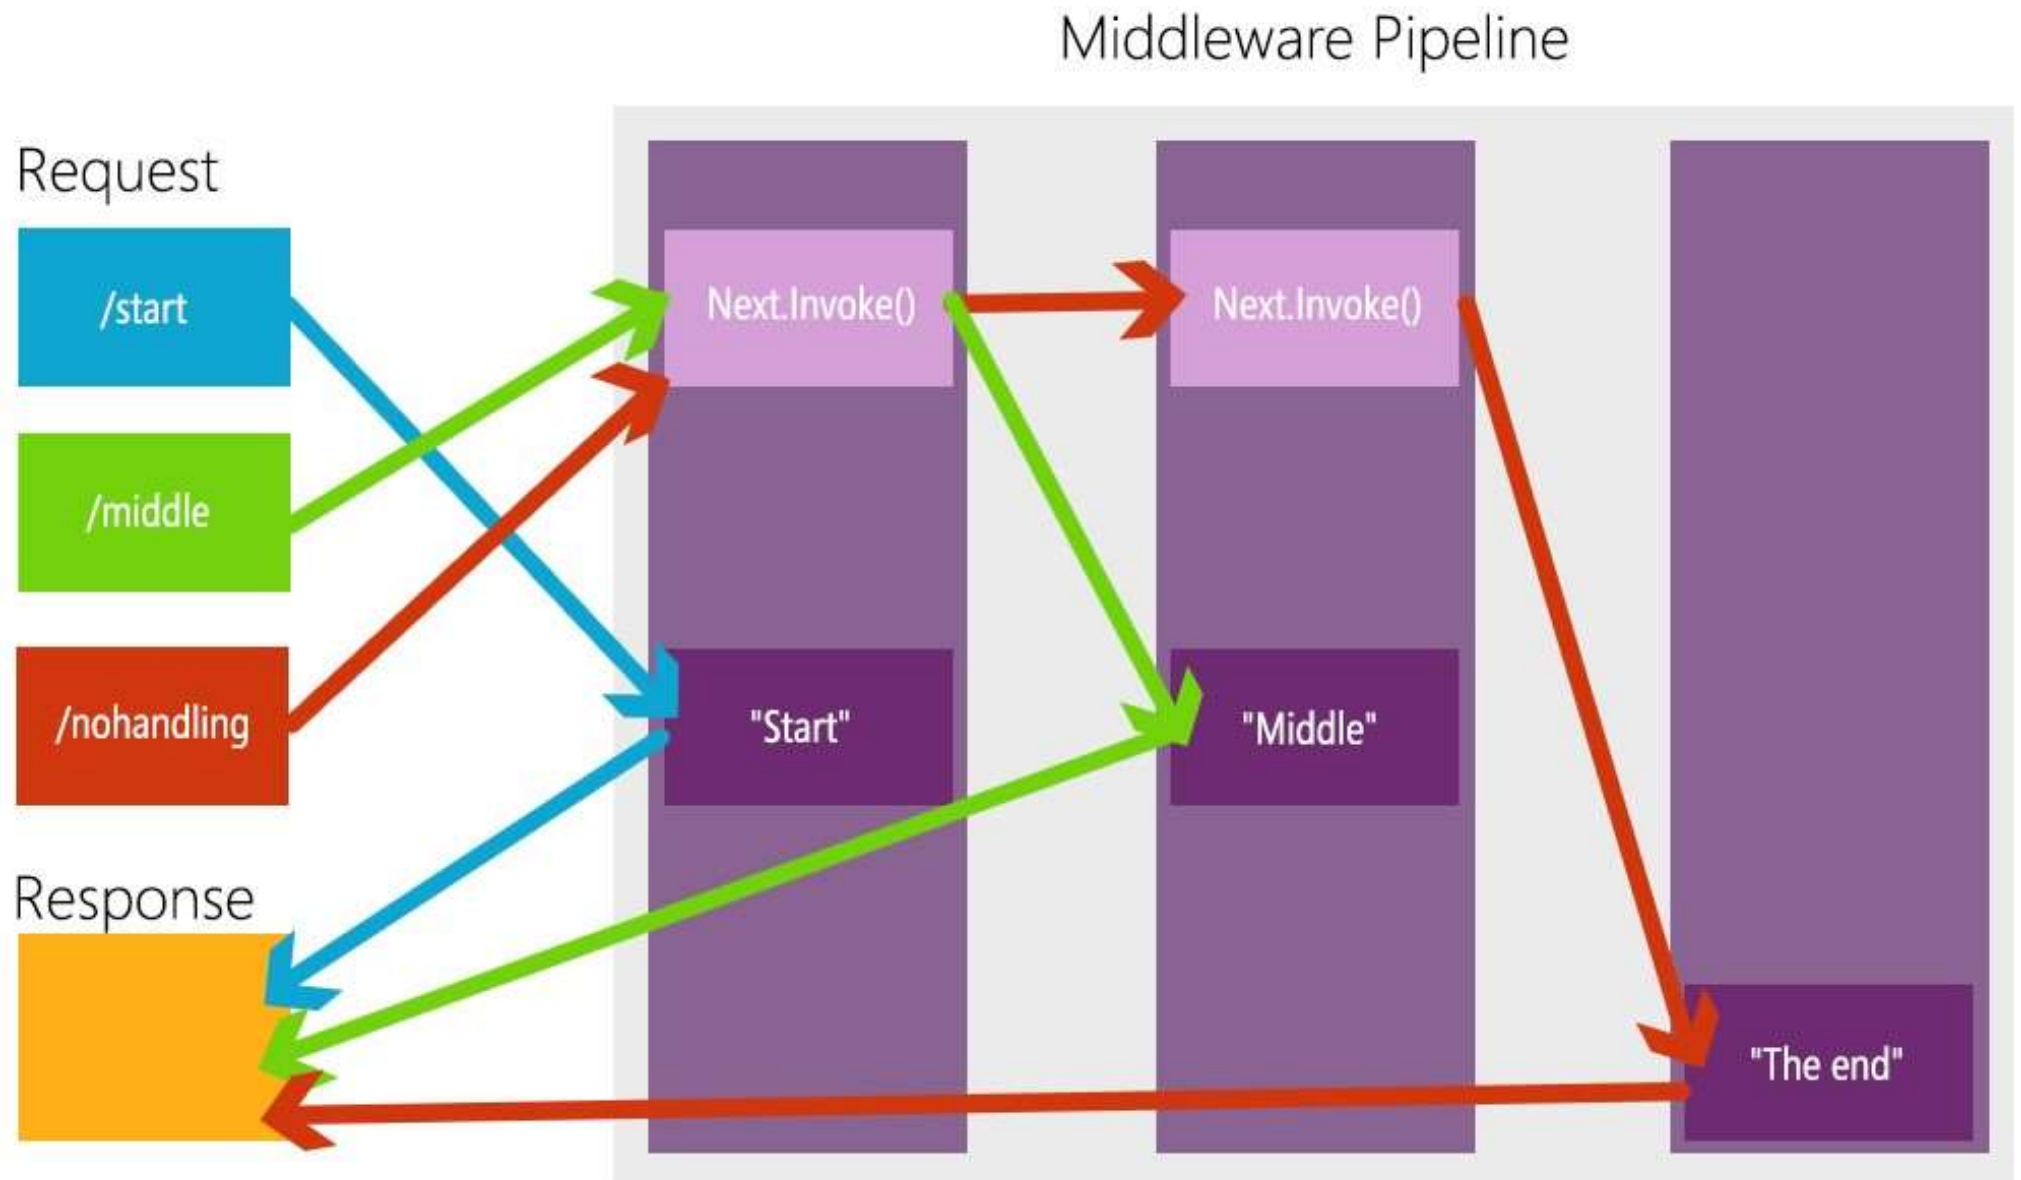 Middleware Pipeline
Request
/start
/middle
/nohandling
Response
Next.Invoke()
"Start"
Next.Invoke()
"Middle"
"The end"